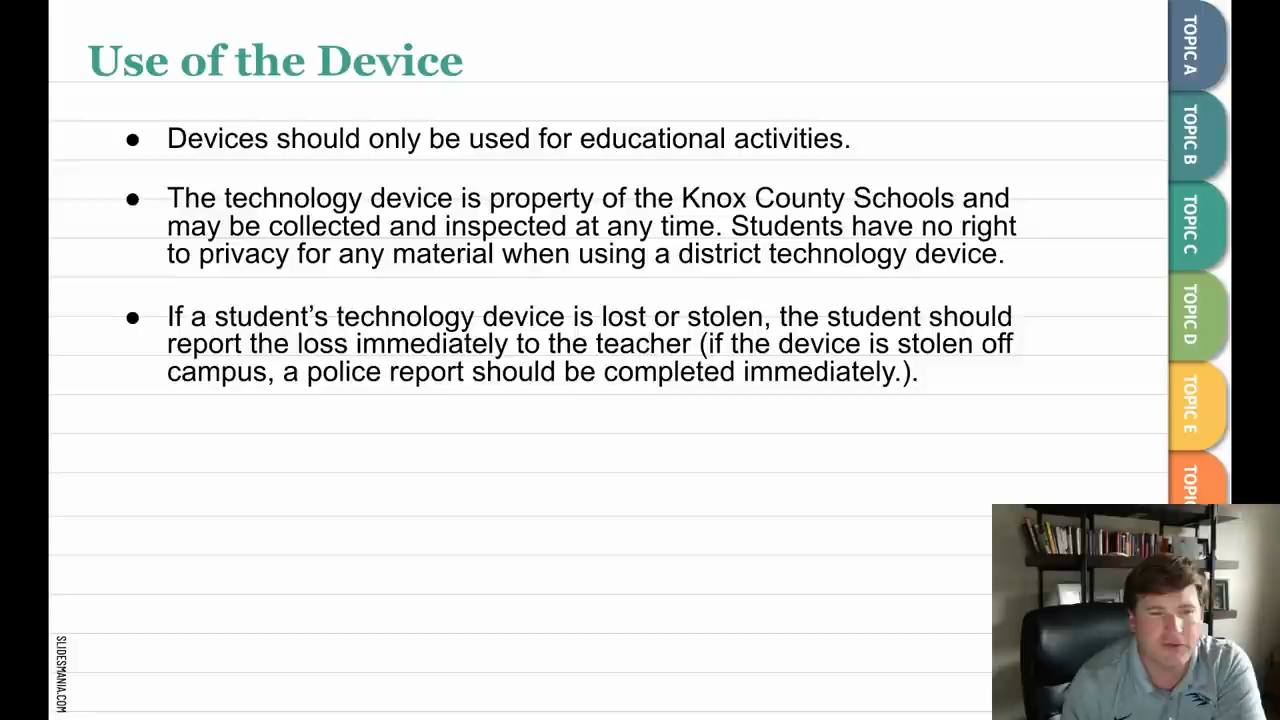 Use of the Device
● Devices should only be used for educational activities.
● The technology device is property of the Knox County Schools and
may be collected and inspected at any time. Students have no right
to privacy for any material when using a district technology device.
● If a student’s technology device is lost or stolen, the student should
report the loss immediately to the teacher (if the device is stolen off
campus, a police report should be completed immediately.).
TOPIC A
TOPIC B
TOPIC C
TOPIC D
TOPIC E
SLIDESMANIA.COM